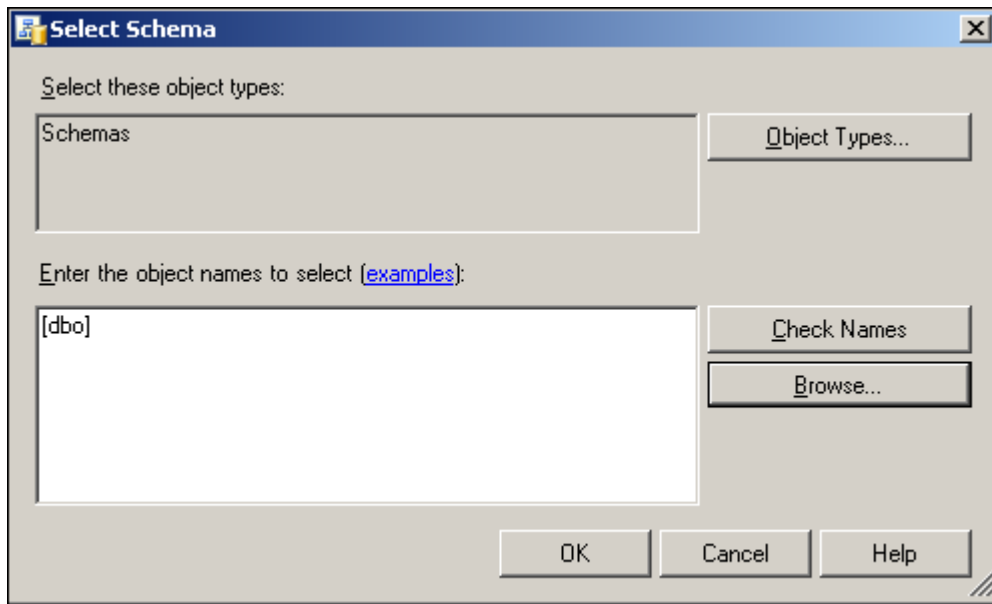 Select Schema
Select these object types:
Schemas
Object Types...
Enter the object names to select (examples):
[dbo]
Check Names
Browse...
OK
Cancel
Help